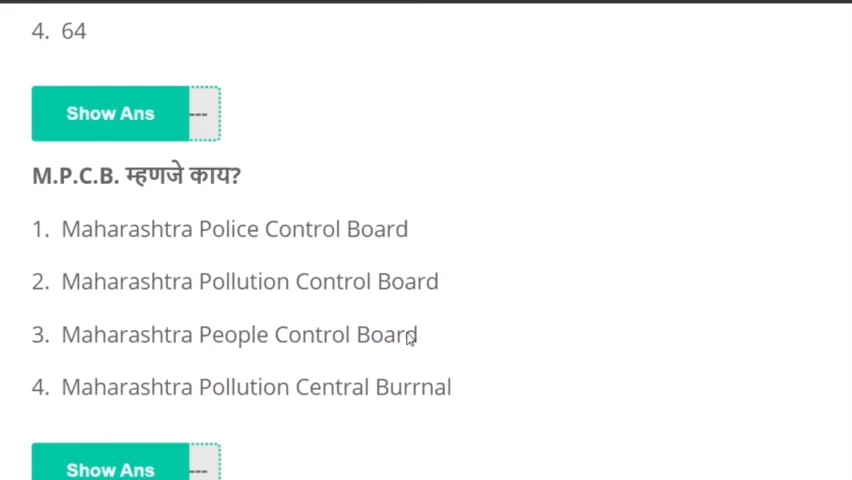 4. 64
Show Ans ---
M.P.C.B. म्हणजे काय?
1. Maharashtra Police Control Board
2. Maharashtra Pollution Control Board
3. Maharashtra People Control Board
4. Maharashtra Pollution Central Burrnal
Show Ans ---